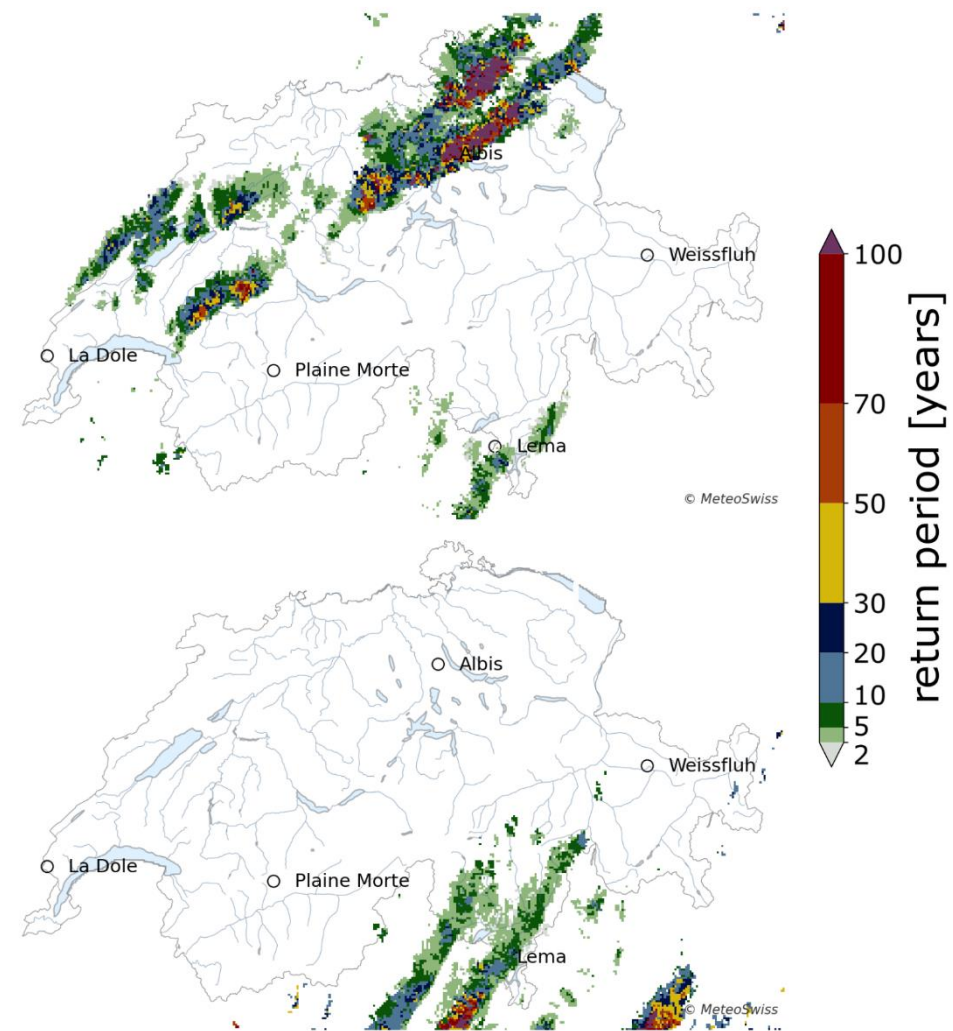 Albis
Weissfluh
La Dole
Plaine Morte
Lema
© MeteoSwiss
100
70
50
30
20
10
5
2
return period [years]
Albis
Weissfluh
La Dole
Plaine Morte
Lema
© MeteoSwiss